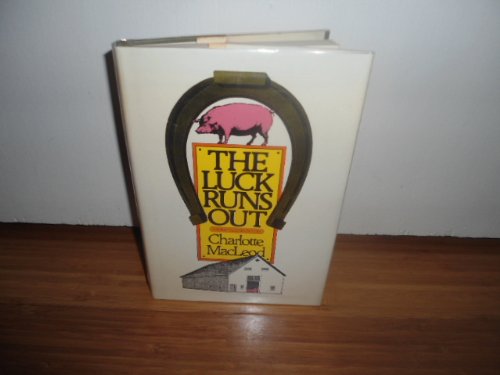 THE
LUCK
RUNS
OUT
Charlotte
MacLeod